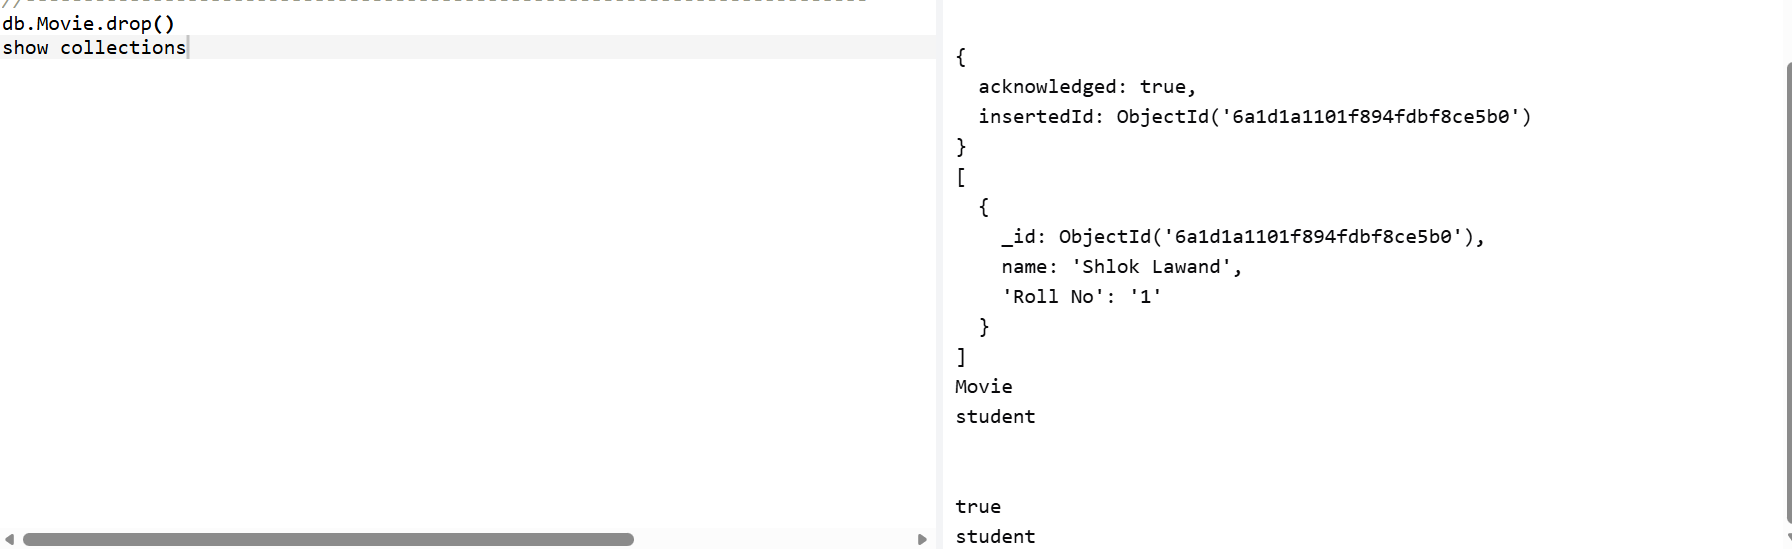 //-------------------------------------------------------------------------
db.Movie.drop()
show collections
{
  acknowledged: true,
  insertedId: ObjectId('6a1d1a1101f894fdbf8ce5b0')
}
[
  {
    _id: ObjectId('6a1d1a1101f894fdbf8ce5b0'),
    name: 'Shlok Lawand',
    'Roll No': '1'
  }
]
Movie
student
true
student